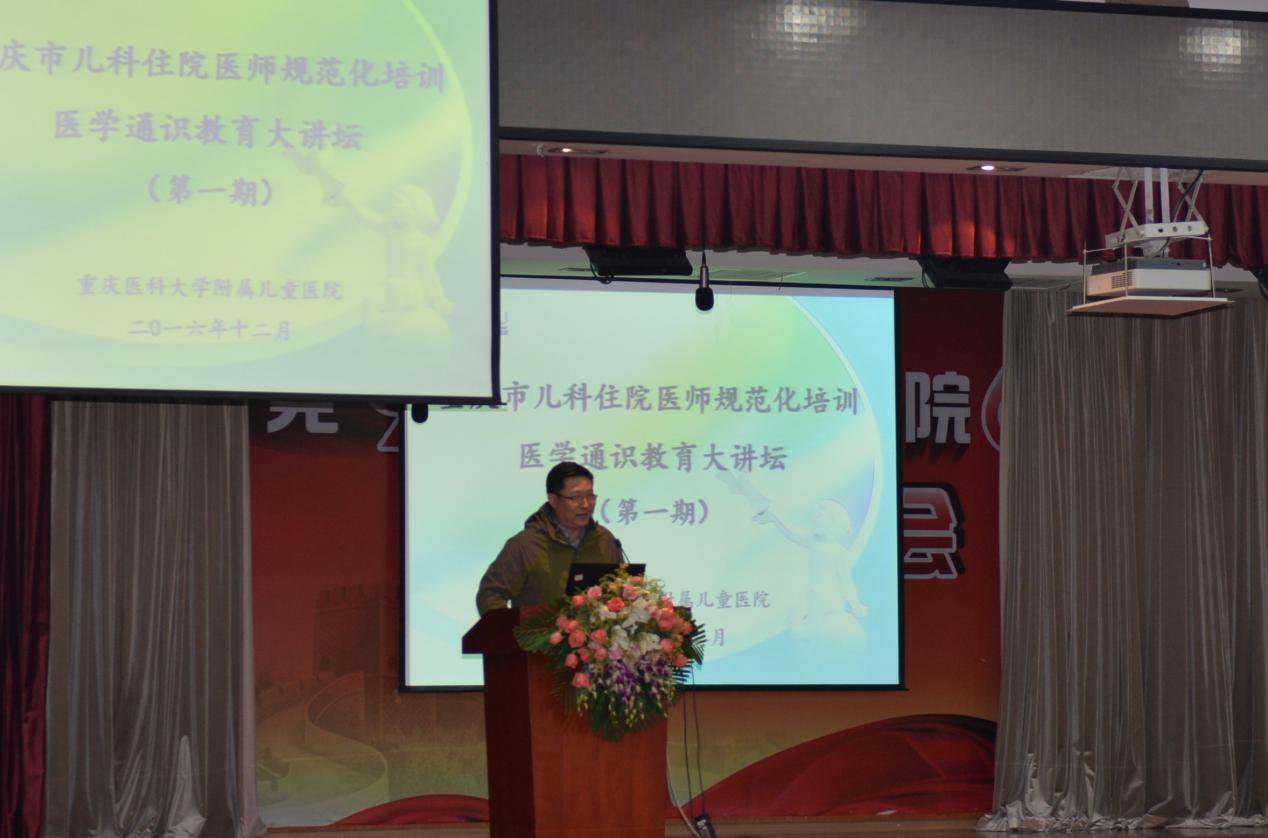 庆市儿科住院医师规范化培训
医学通识教育大讲坛
（第一期）
重庆医科大学附属儿童医院
二〇一六年十二月
市儿科住院医师规范化培训
医学通识教育大讲坛
（第一期）
附属儿童医院
月
院
会